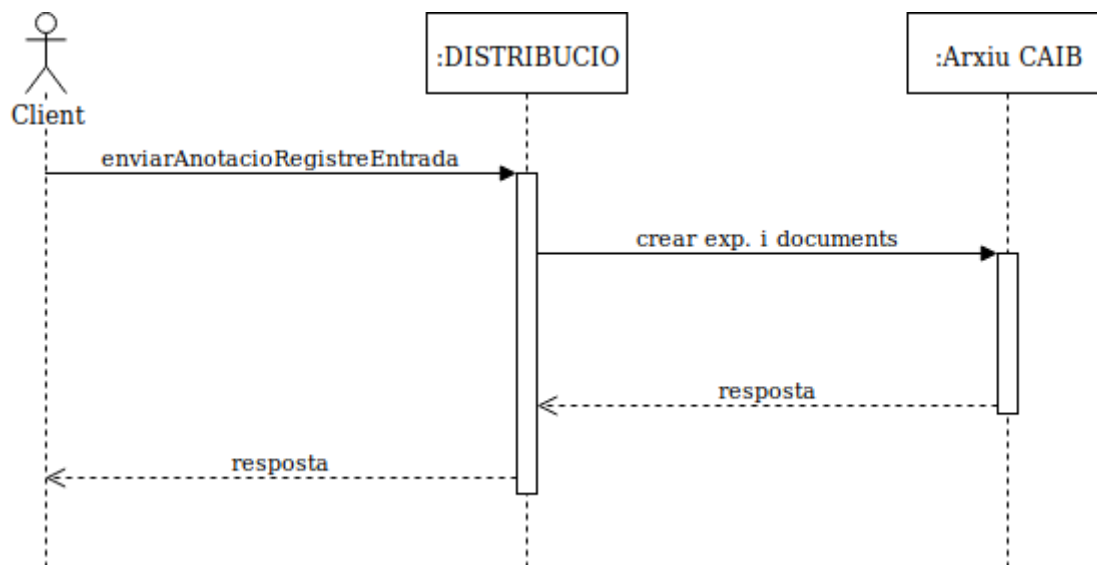 :DISTRIBUCIO
:Arxiu CAIB
Client
enviarAnotacioRegistreEntrada
crear exp. i documents
resposta
resposta